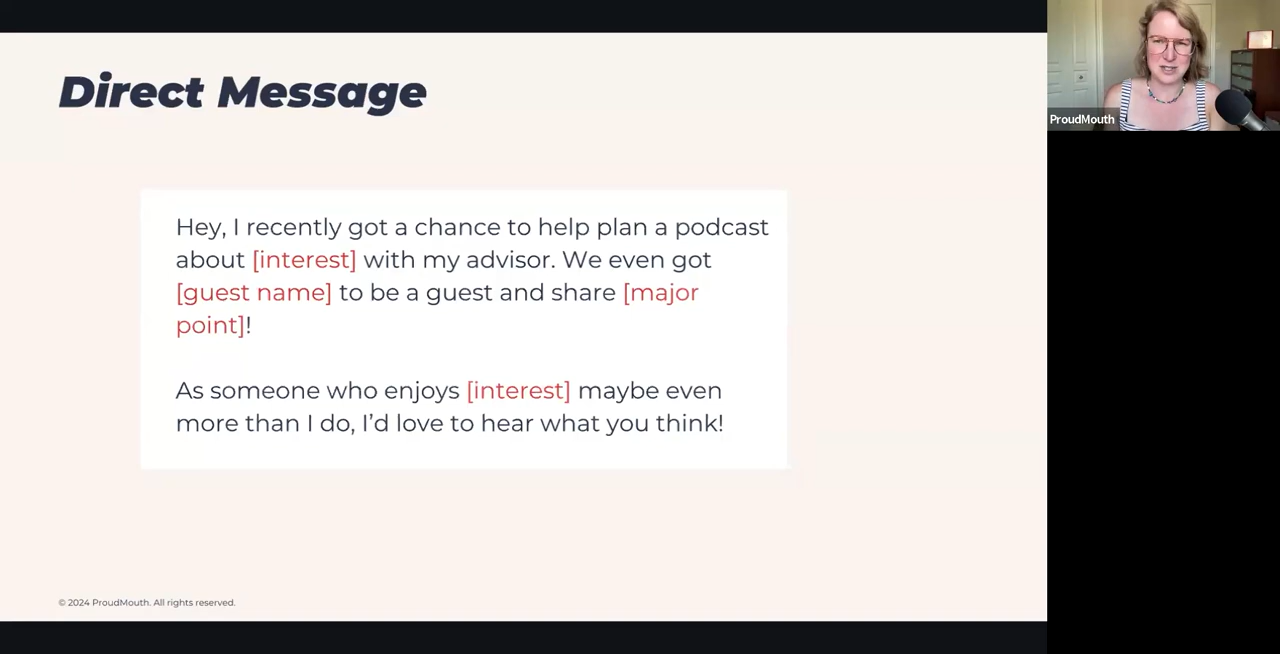 Direct Message
ProudMouth
Hey, I recently got a chance to help plan a podcast
about [interest] with my advisor. We even got
[guest name] to be a guest and share [major
point]!
As someone who enjoys [interest] maybe even
more than I do, I’d love to hear what you think!
© 2024 ProudMouth. All rights reserved.